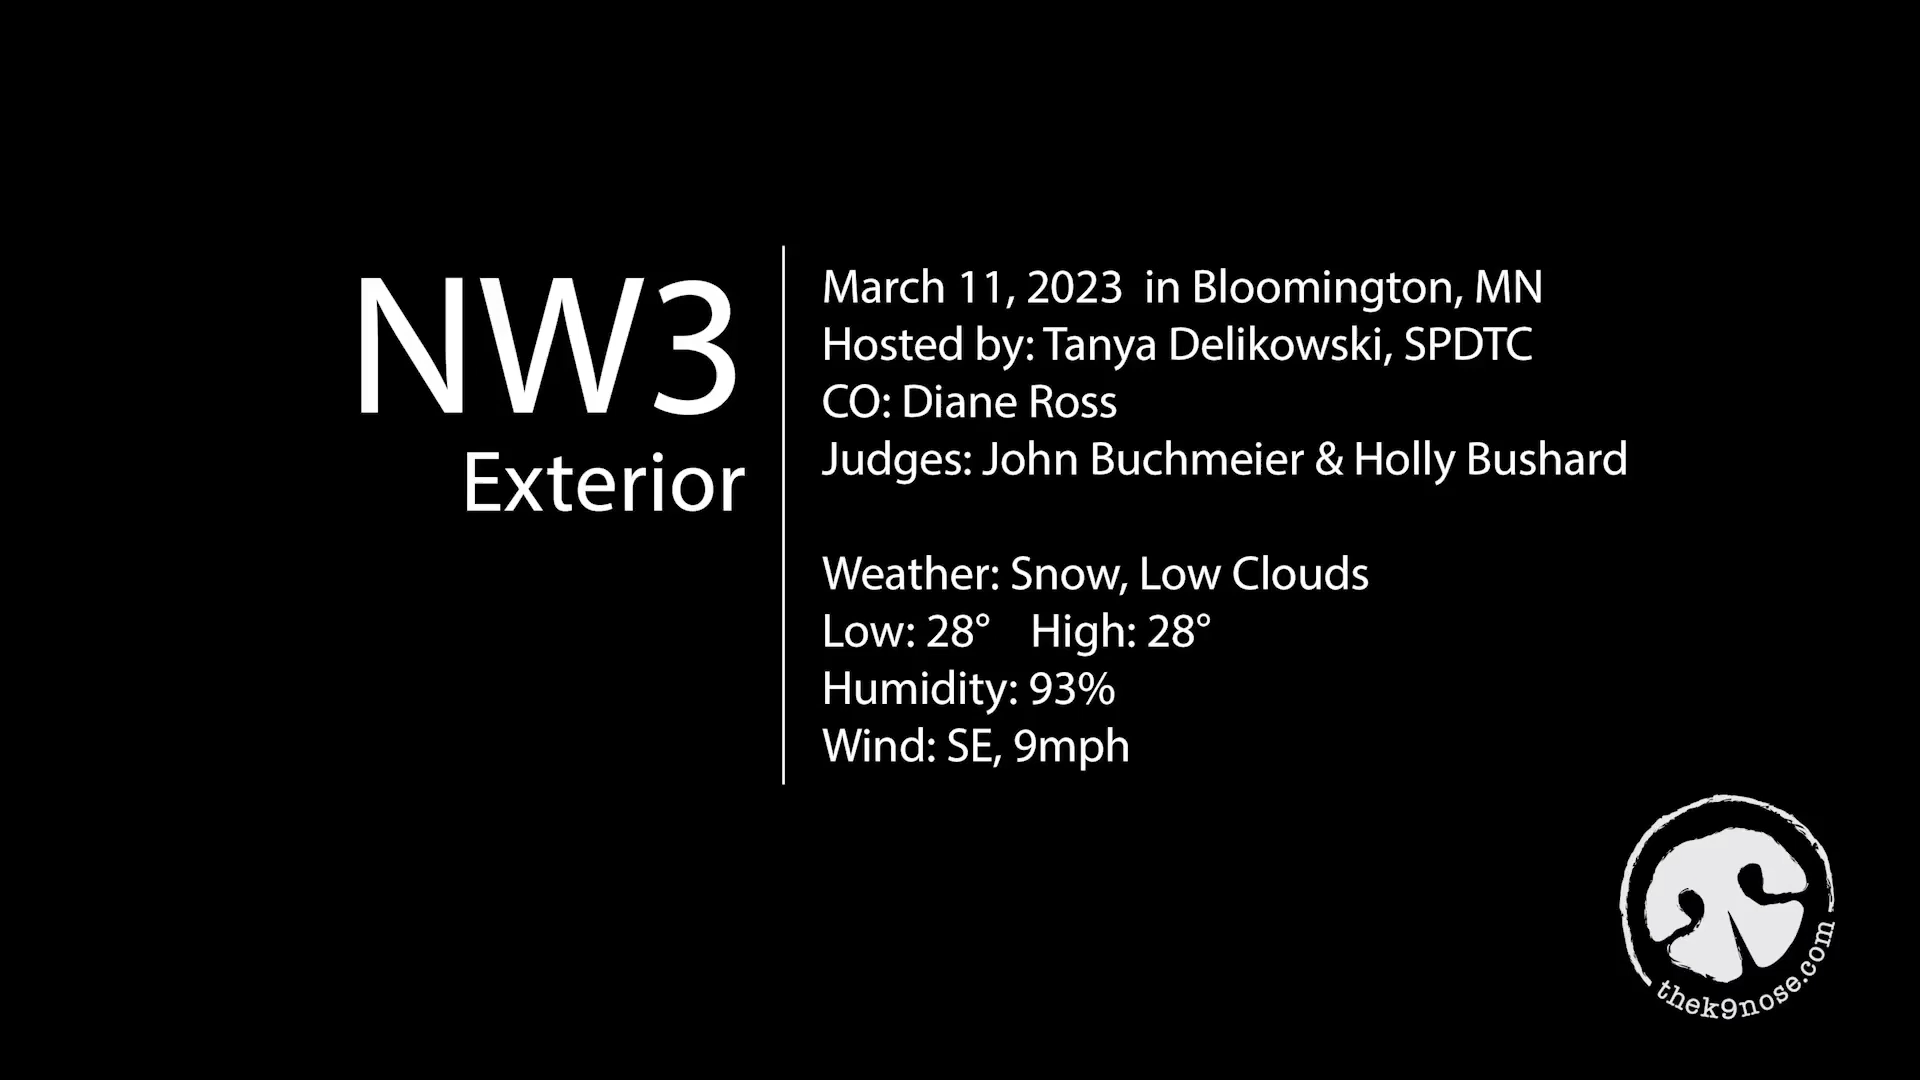 NW3
Exterior
March 11, 2023  in Bloomington, MN
Hosted by: Tanya Delikowski, SPDTC
CO: Diane Ross
Judges: John Buchmeier & Holly Bushard
Weather: Snow, Low Clouds
Low: 28°    High: 28°
Humidity: 93%
Wind: SE, 9mph
thek9nose.com